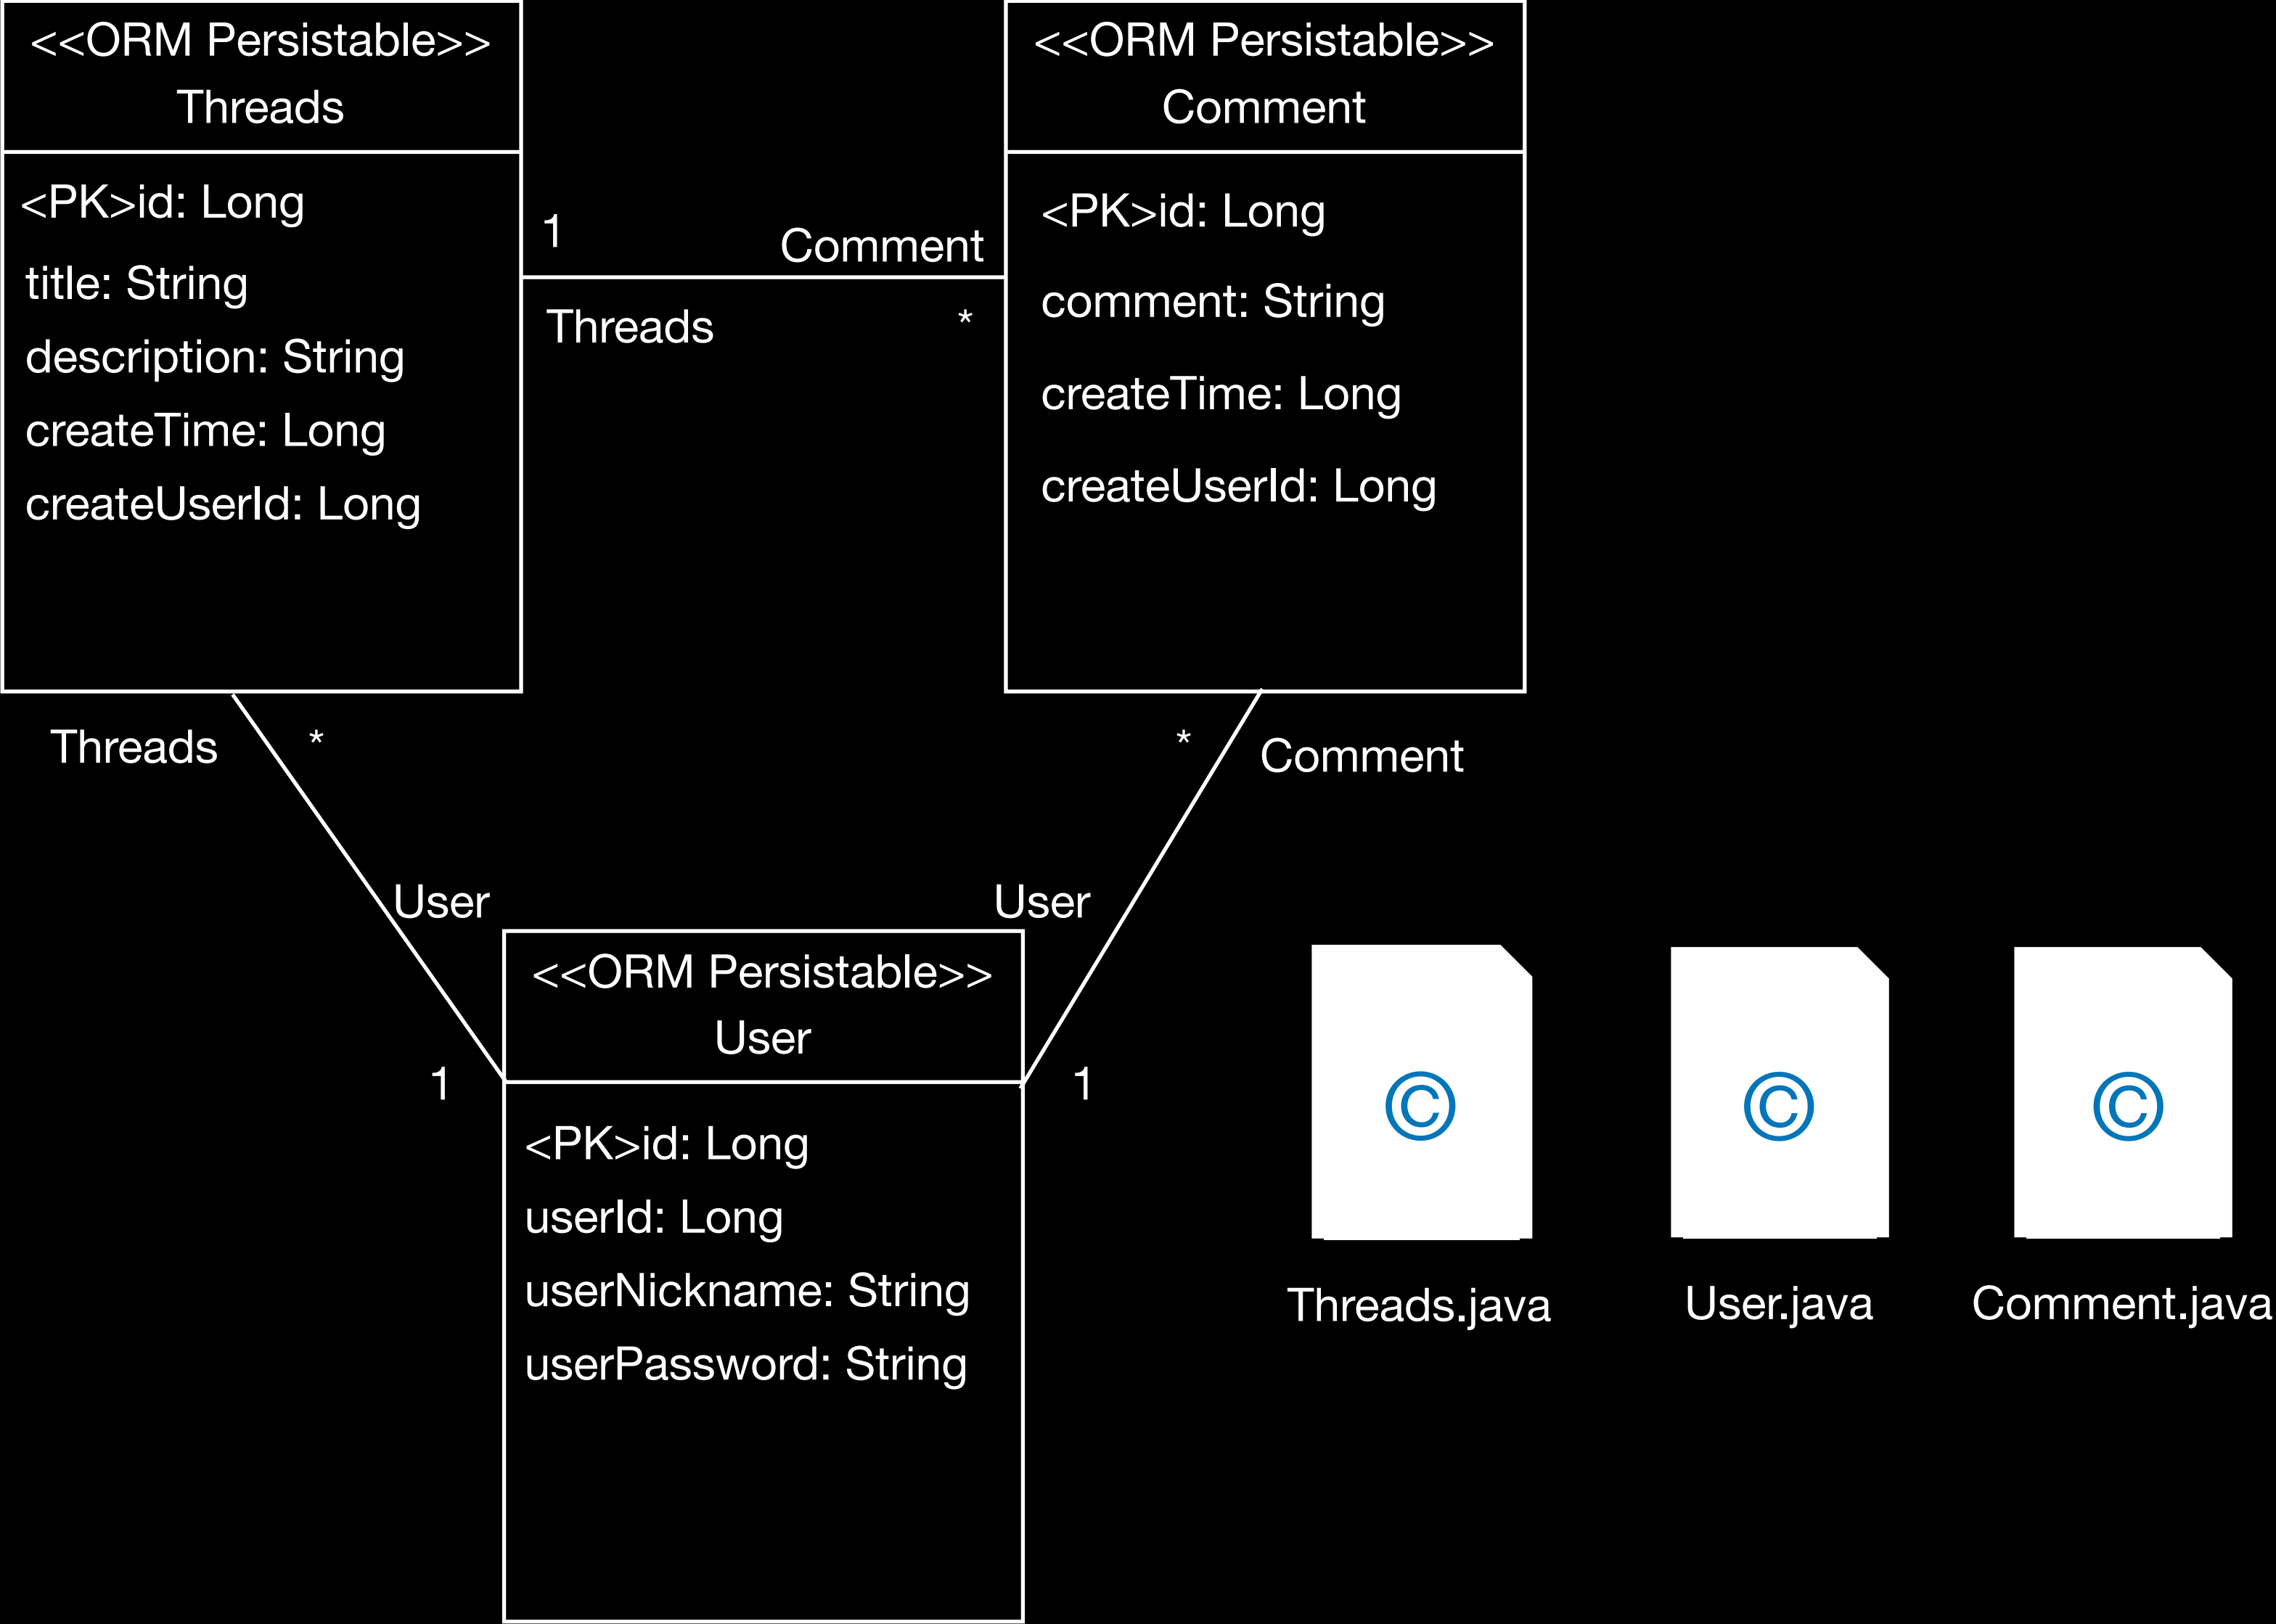 <<ORM Persistable>>
Threads
<PK>id: Long
title: String
description: String
createTime: Long
createUserId: Long
1
Comment
Threads
*
<<ORM Persistable>>
Comment
<PK>id: Long
comment: String
createTime: Long
createUserId: Long
Threads
*
*
Comment
User
User
1
1
<<ORM Persistable>>
User
<PK>id: Long
userId: Long
userNickname: String
userPassword: String
©
©
©
Threads.java
User.java
Comment.java